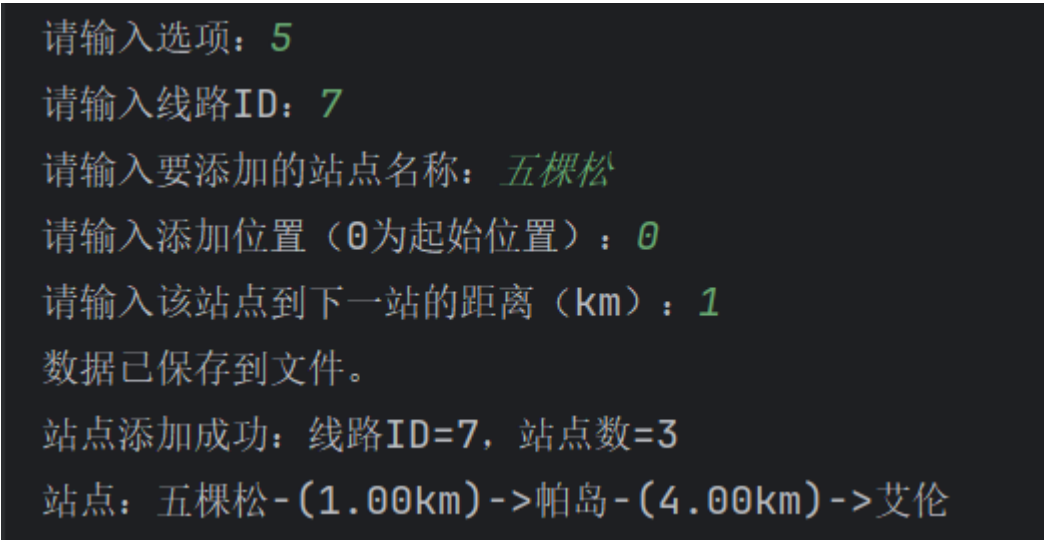 请输入选项：5
请输入线路ID：7
请输入要添加的站点名称：五棵松
请输入添加位置（0为起始位置）：0
请输入该站点到下一站的距离（km）：1
数据已保存到文件。
站点添加成功：线路ID=7，站点数=3
站点：五棵松-(1.00km)->帕岛-(4.00km)->艾伦